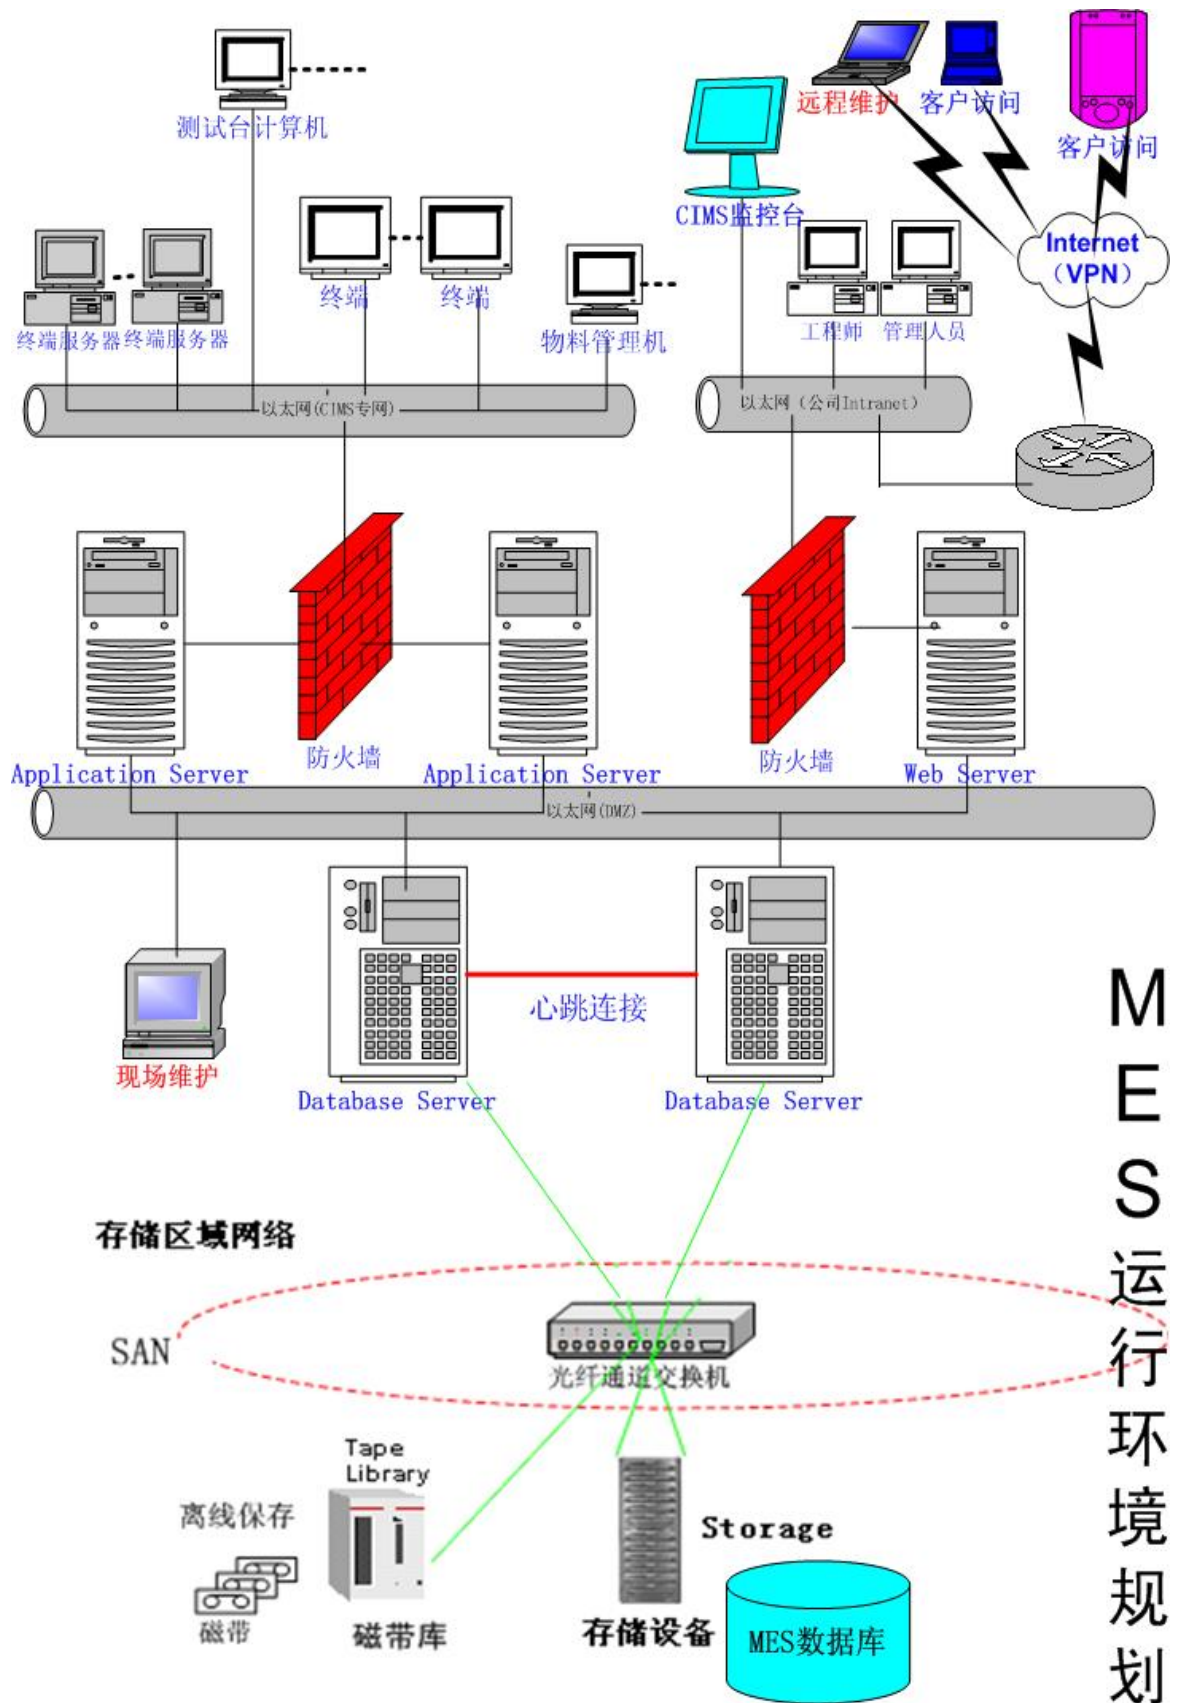 测试台计算机
远程维护
客户访问
客户访问
CIMS监控台
Internet
（VPN）
终端
终端
终端服务器
终端服务器
物料管理机
工程师
管理人员
以太网(CIMS专网)
以太网（公司Intranet）
防火墙
防火墙
Application Server
Application Server
Web Server
以太网(DMZ)
心跳连接
现场维护
Database Server
Database Server
存储区域网络
SAN
光纤通道交换机
Tape
Library
离线保存
磁带
磁带库
Storage
存储设备
MES数据库
MES运行环境规划